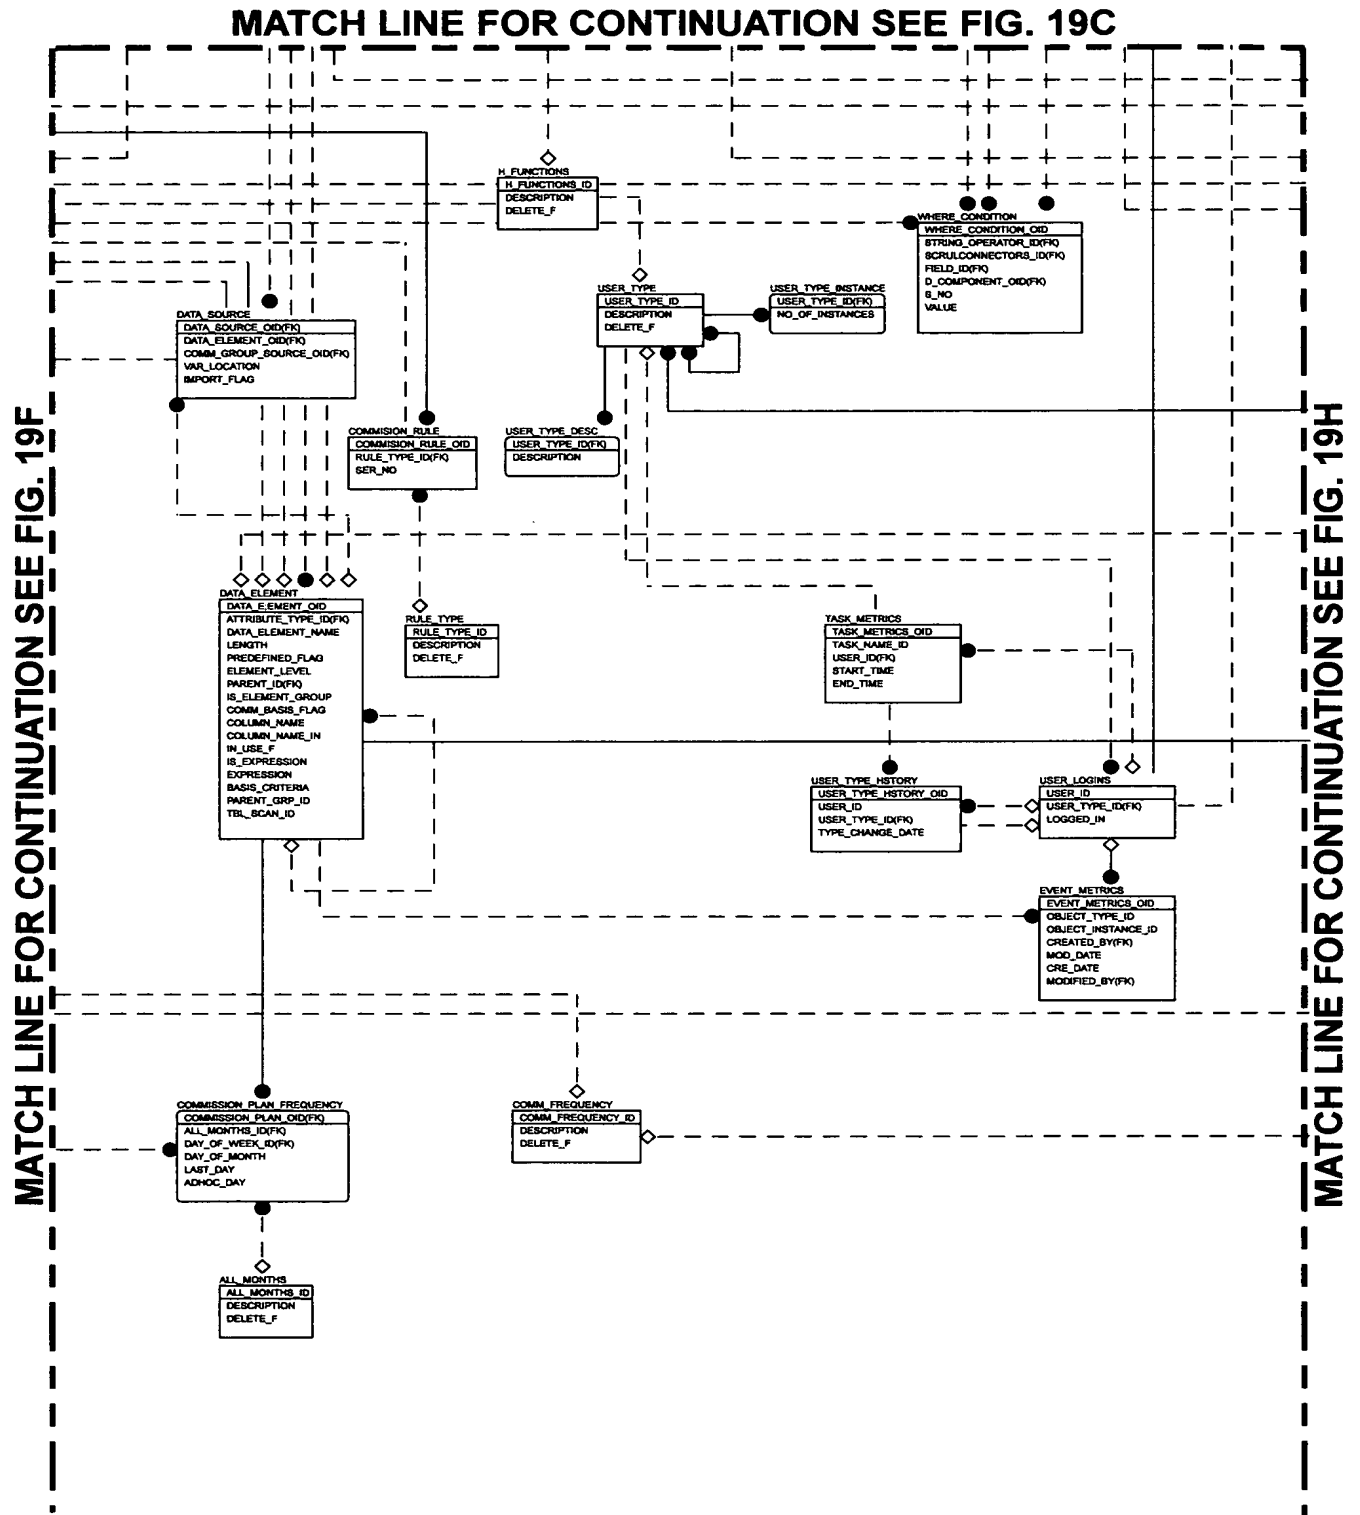 MATCH LINE FOR CONTINUATION SEE FIG. 19C
MATCH LINE FOR CONTINUATION SEE FIG. 19F
H_FUNCTIONS
H_FUNCTIONS_ID
DESCRIPTION
DELETE_F
WHERE_CONDITION
WHERE_CONDITION_OID
STRING_OPERATOR_ID(FK)
SCRULCONNECTORS_ID(FK)
FIELD_ID(FK)
D_COMPONENT_OID(FK)
S_NO
VALUE
USER_TYPE
USER_TYPE_ID
DESCRIPTION
DELETE_F
USER_TYPE_INSTANCE
USER_TYPE_ID(FK)
NO_OF_INSTANCES
DATA_SOURCE
DATA_SOURCE_OID(FK)
DATA_ELEMENT_OID(FK)
COMM_GROUP_SOURCE_OID(FK)
VAR_LOCATION
IMPORT_FLAG
COMMISION_RULE
COMMISION_RULE_OID
RULE_TYPE_ID(FK)
SER_NO
USER_TYPE_DESC
USER_TYPE_ID(FK)
DESCRIPTION
DATA_ELEMENT
DATA_E;EMENT_OID
ATTRIBUTE_TYPE_ID(FK)
DATA_ELEMENT_NAME
LENGTH
PREDEFINED_FLAG
ELEMENT_LEVEL
PARENT_ID(FK)
IS_ELEMENT_GROUP
COMM_BASIS_FLAG
COLUMN_NAME
COLUMN_NAME_IN
IN_USE_F
IS_EXPRESSION
EXPRESSION
BASIS_CRITERIA
PARENT_GRP_ID
TBL_SCAN_ID
RULE_TYPE
RULE_TYPE_ID
DESCRIPTION
DELETE_F
TASK_METRICS
TASK_METRICS_OID
TASK_NAME_ID
USER_ID(FK)
START_TIME
END_TIME
USER_TYPE_HSTORY
USER_TYPE_HSTORY_OID
USER_ID
USER_TYPE_ID(FK)
TYPE_CHANGE_DATE
USER_LOGINS
USER_ID
USER_TYPE_ID(FK)
LOGGED_IN
EVENT_METRICS
EVENT_METRICS_OID
OBJECT_TYPE_ID
OBJECT_INSTANCE_ID
CREATED_BY(FK)
MOD_DATE
CRE_DATE
MODIFIED_BY(FK)
COMMISSION_PLAN_FREQUENCY
COMMISSION_PLAN_OID(FK)
ALL_MONTHS_ID(FK)
DAY_OF_WEEK_ID(FK)
DAY_OF_MONTH
LAST_DAY
ADHOC_DAY
COMM_FREQUENCY
COMM_FREQUENCY_ID
DESCRIPTION
DELETE_F
ALL_MONTHS
ALL_MONTHS_ID
DESCRIPTION
DELETE_F
MATCH LINE FOR CONTINUATION SEE FIG. 19H